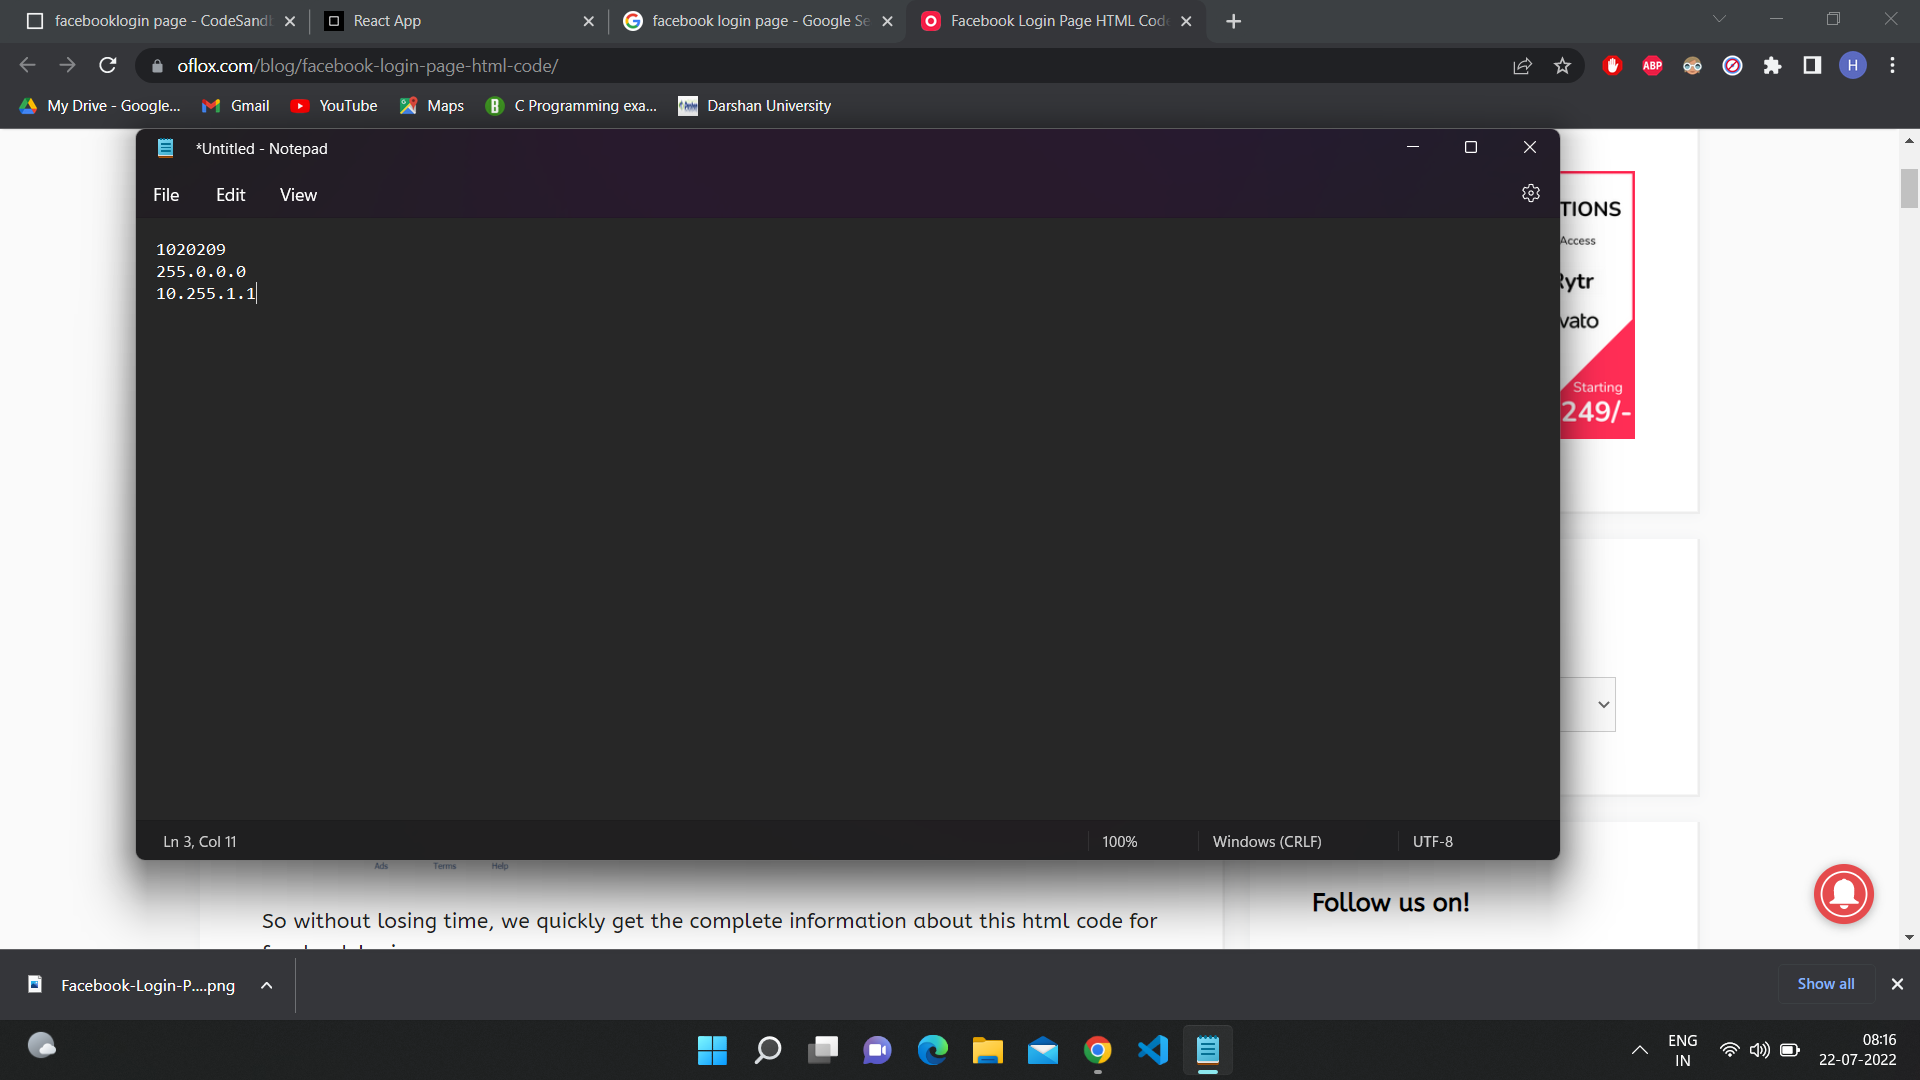 facebooklogin page - CodeSandb
React App
facebook login page - Google Se
Facebook Login Page HTML Code
oflox.com/blog/facebook-login-page-html-code/
ABP
H
My Drive - Google...
Gmail
YouTube
Maps
B
C Programming exa...
Darshan University
*Untitled - Notepad
File
Edit
View
1020209
255.0.0.0
10.255.1.1
TIONS
Access
Rytr
vato
Starting
249/-
Ln 3, Col 11
100%
Windows (CRLF)
UTF-8
Ads
Terms
Help
So without losing time, we quickly get the complete information about this html code for
Follow us on!
Facebook-Login-P....png
Show all
ENG
IN
08:16
22-07-2022